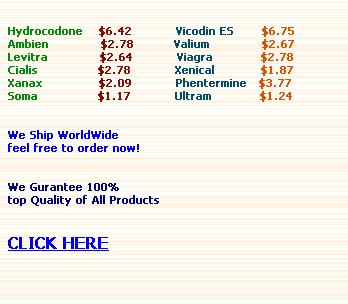 Hydrocodone $6.42 Vicodin ES $6.75
Ambien $2.78 Valium $2.67
Levitra $2.64 Viagra $2.78
Cialis $2.78 Xenical $1.87
Xanax $2.09 Phentermine $3.77
Soma $1.17 Ultram $1.24
We Ship WorldWide
feel free to order now!
We Gurantee 100%
top Quality of All Products
CLICK HERE